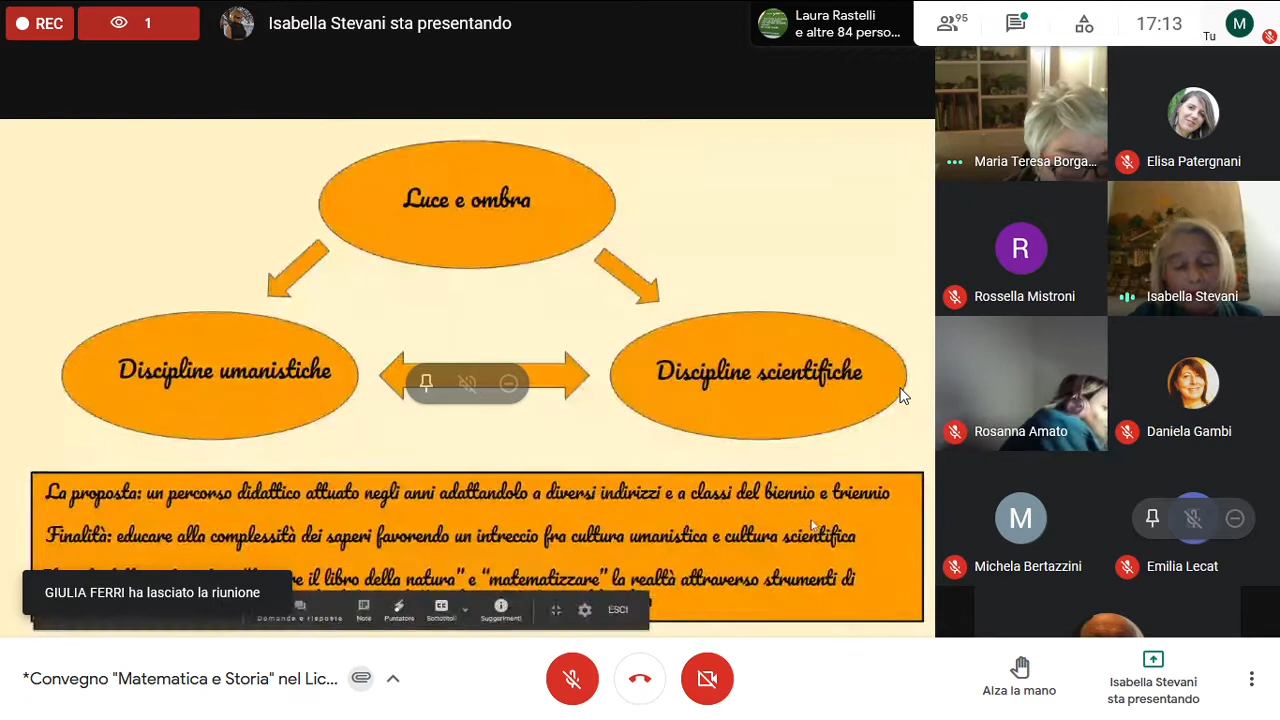 REC
1
Isabella Stevani sta presentando
Laura Rastelli
e altre 84 perso...
95
17:13
Tu
M
Luce e ombra
Discipline umanistiche
Discipline scientifiche
La proposta: un percorso didattico attuato negli anni adattandolo a diversi indirizzi e a classi del biennio e triennio
Finalità: educare alla complessità dei saperi favorendo un intreccio fra cultura umanistica e cultura scientifica
il libro della natura” e “matematizzare” la realtà attraverso strumenti di
GIULIA FERRI ha lasciato la riunione
Domande e risposte
Note
Puntatore
Sottotitoli
Suggerimenti
ESCI
Maria Teresa Borga...
Elisa Patergnani
R
Rossella Mistroni
Isabella Stevani
Rosanna Amato
Daniela Gambi
M
Michela Bertazzini
Emilia Lecat
*Convegno "Matematica e Storia" nel Lic...
Alza la mano
Isabella Stevani
sta presentando